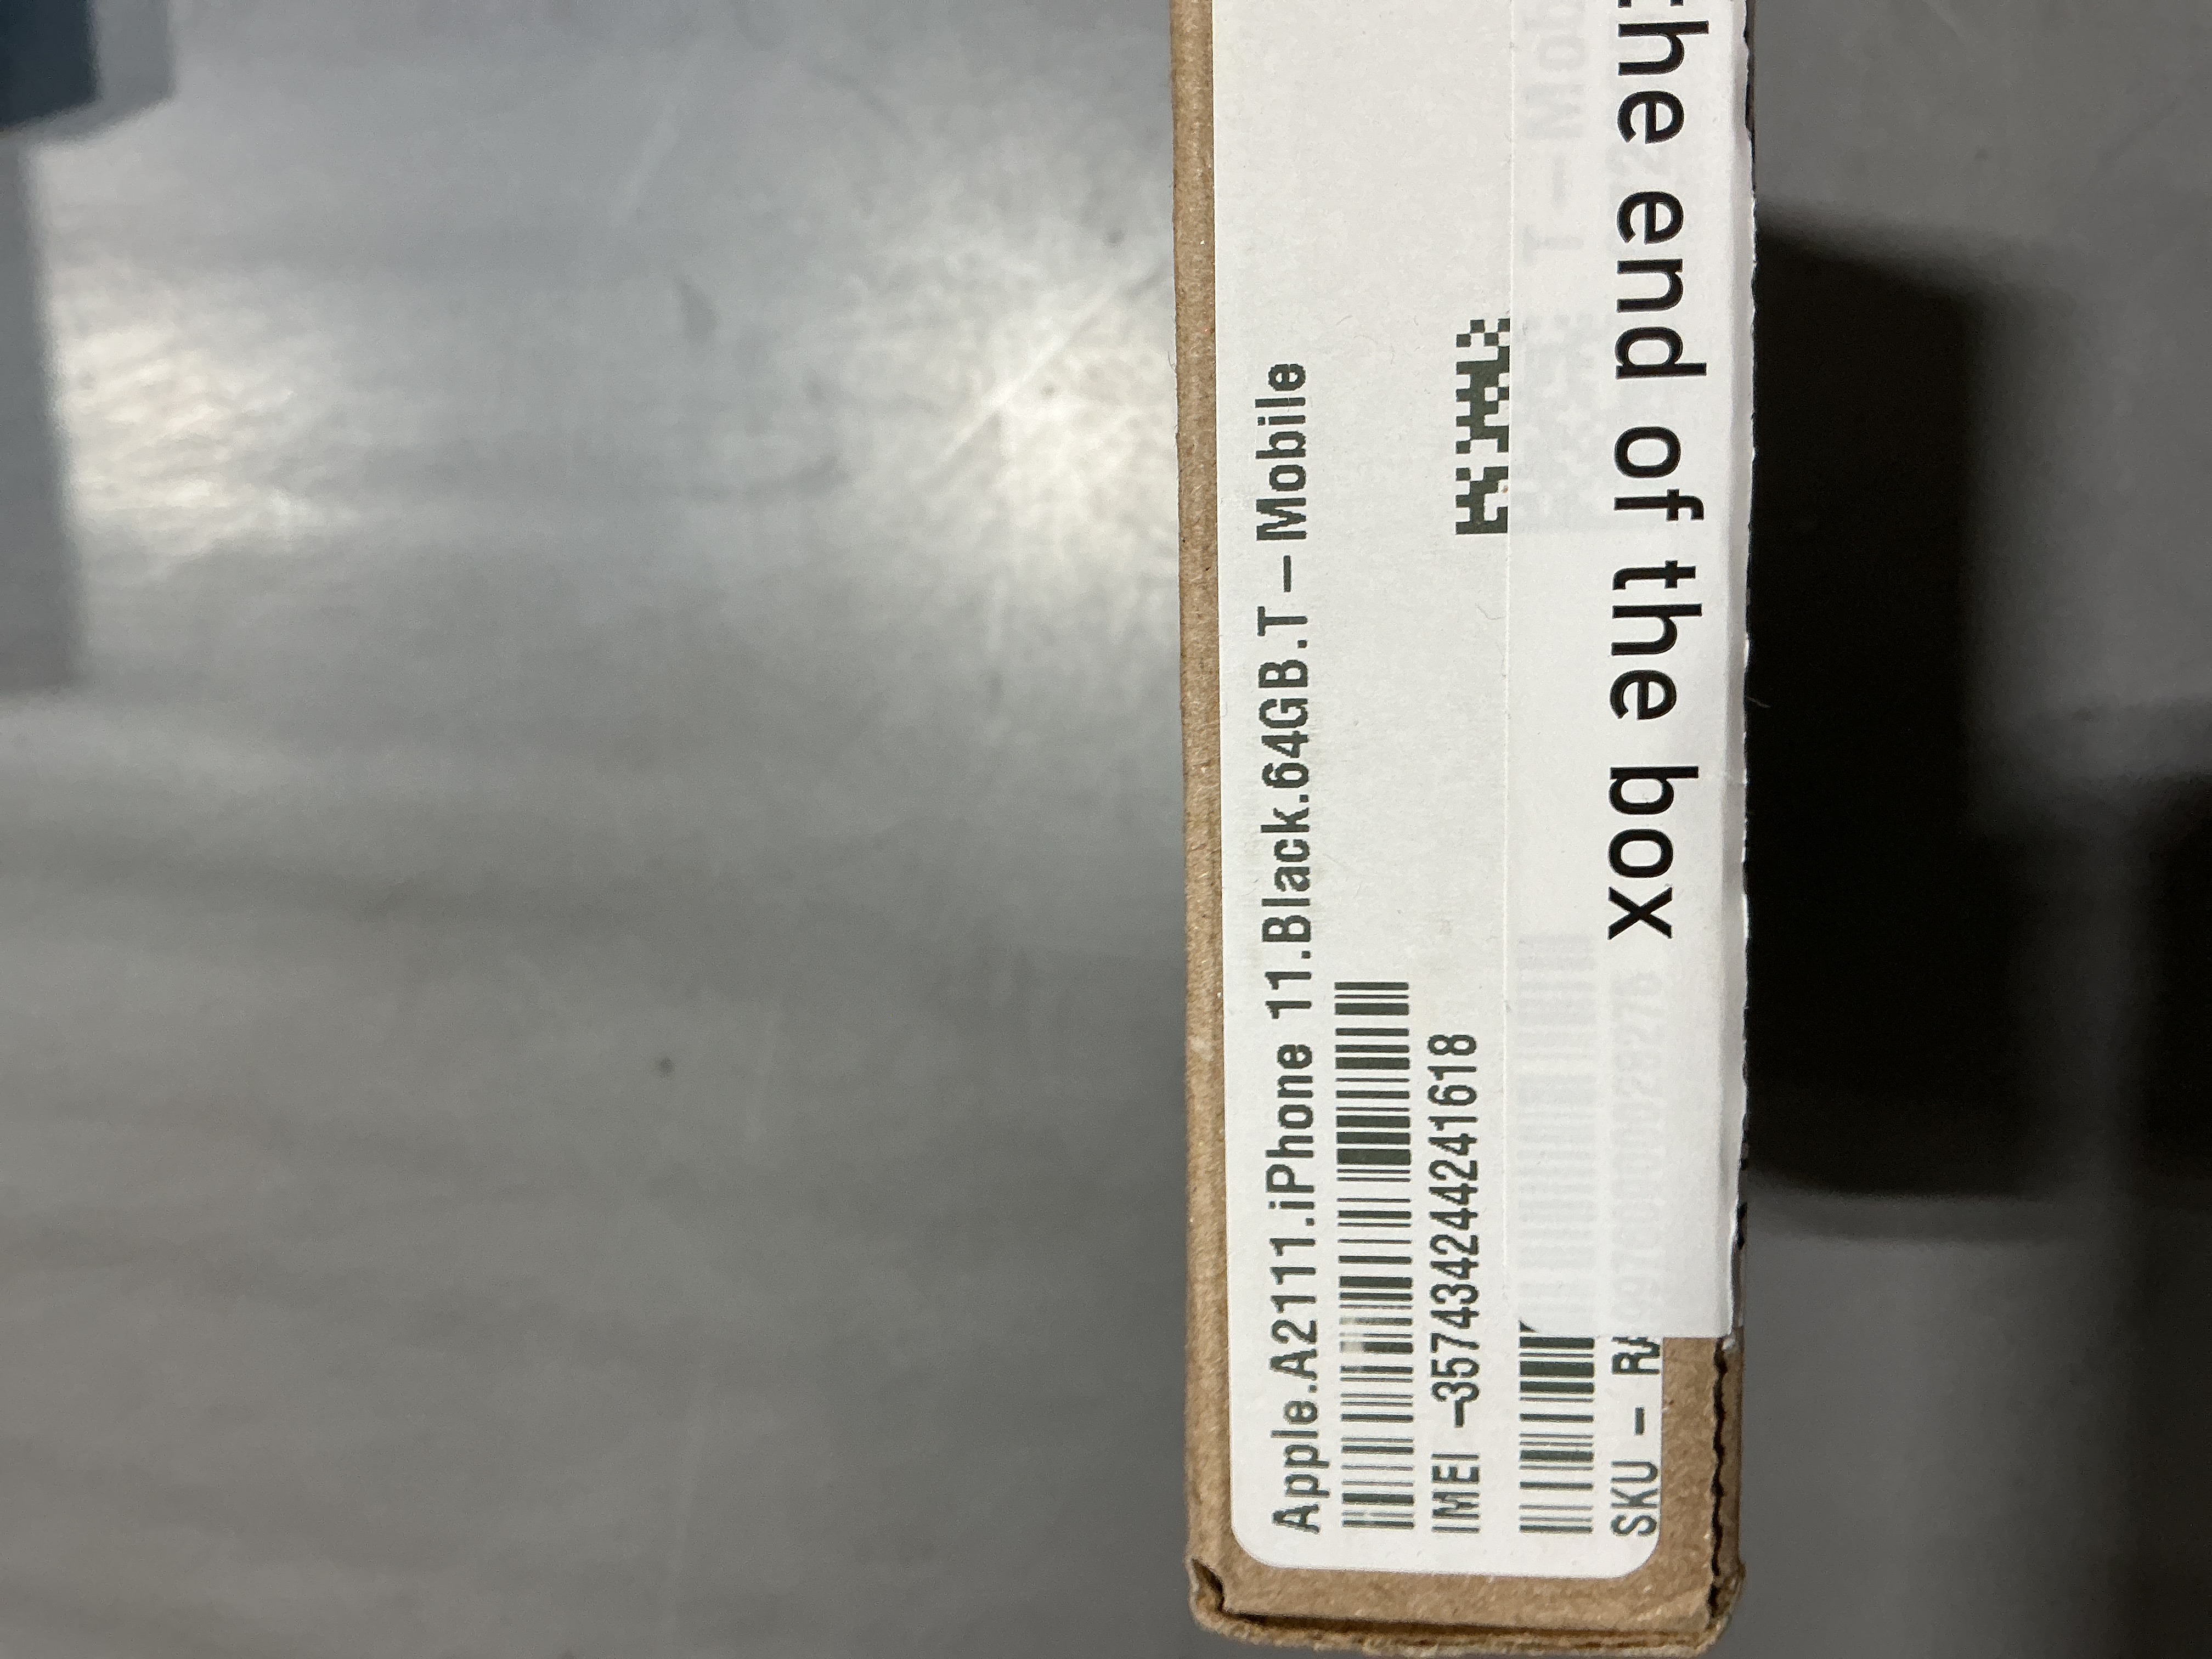 Apple.A2111.iPhone 11.Black.64GB.T-Mobile
IMEI -357434244241618
SKU -
the end of the box